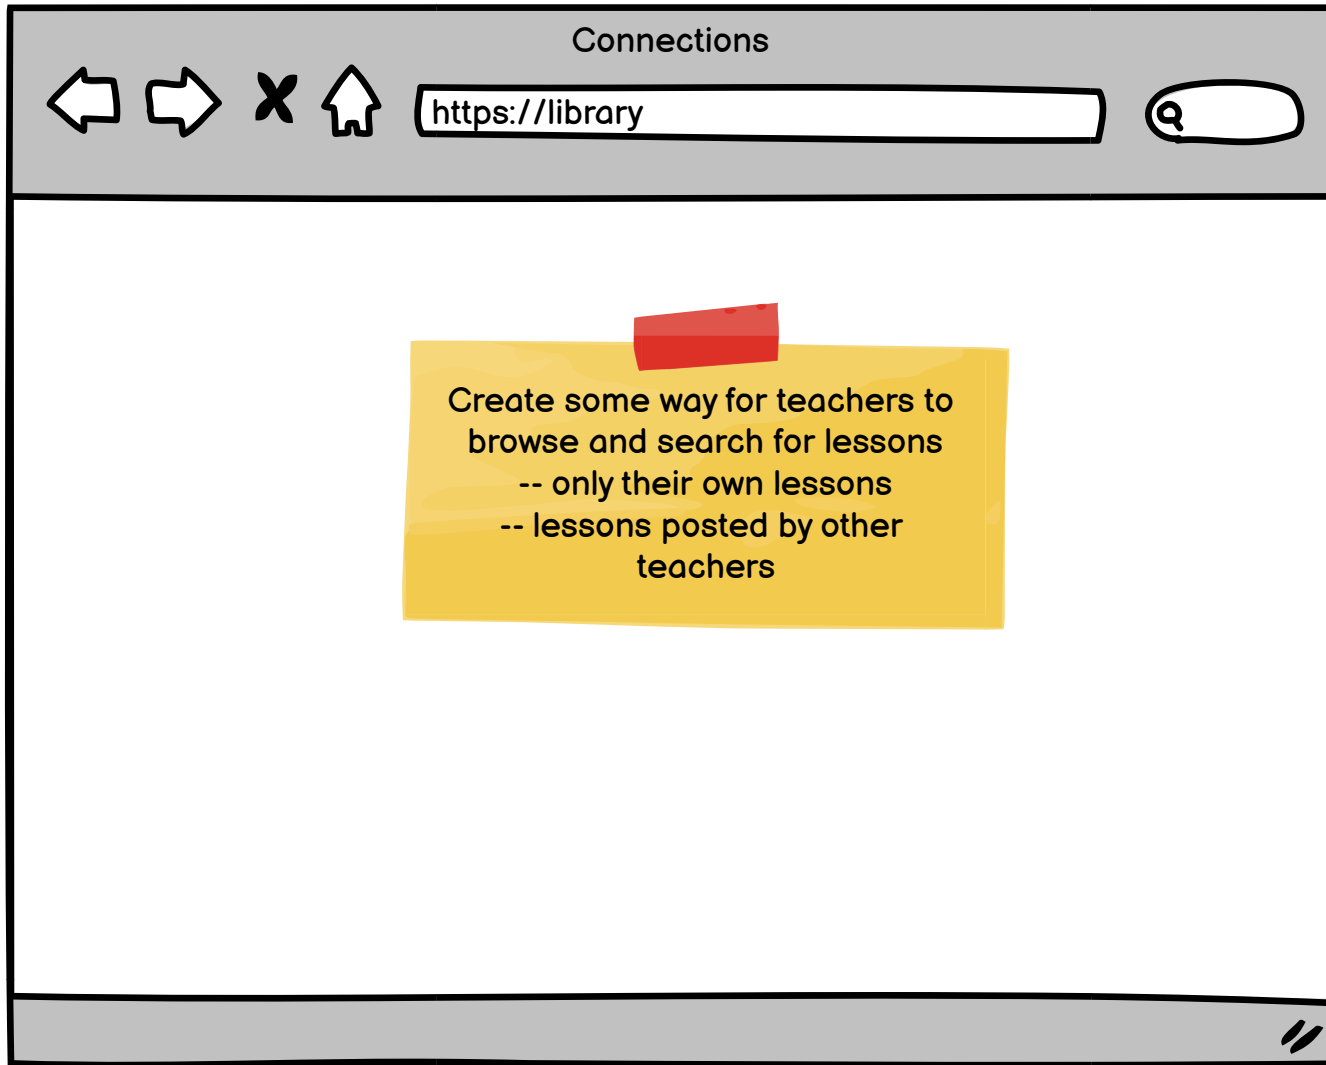 Connections
https://library
Create some way for teachers to
browse and search for lessons
-- only their own lessons
-- lessons posted by other
teachers